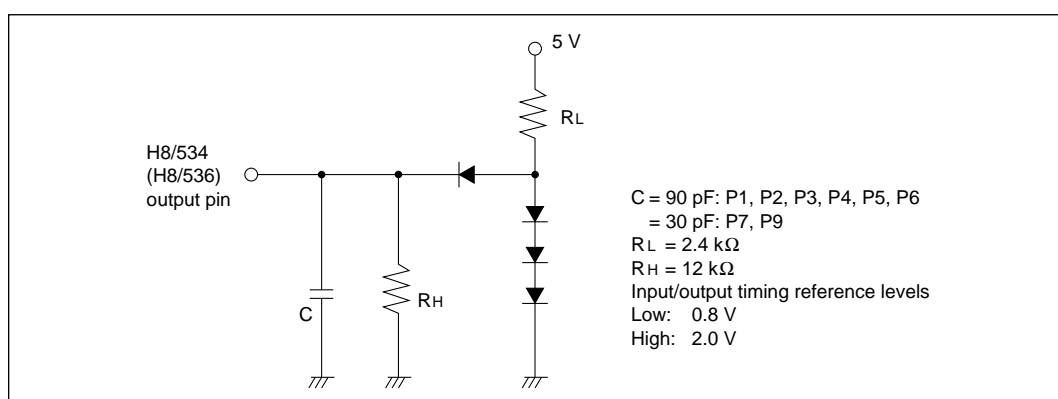 5 V
RL
H8/534
(H8/536)
output pin
C
RH
C = 90 pF: P1, P2, P3, P4, P5, P6
= 30 pF: P7, P9
RL = 2.4 kΩ
RH = 12 kΩ
Input/output timing reference levels
Low: 0.8 V
High: 2.0 V